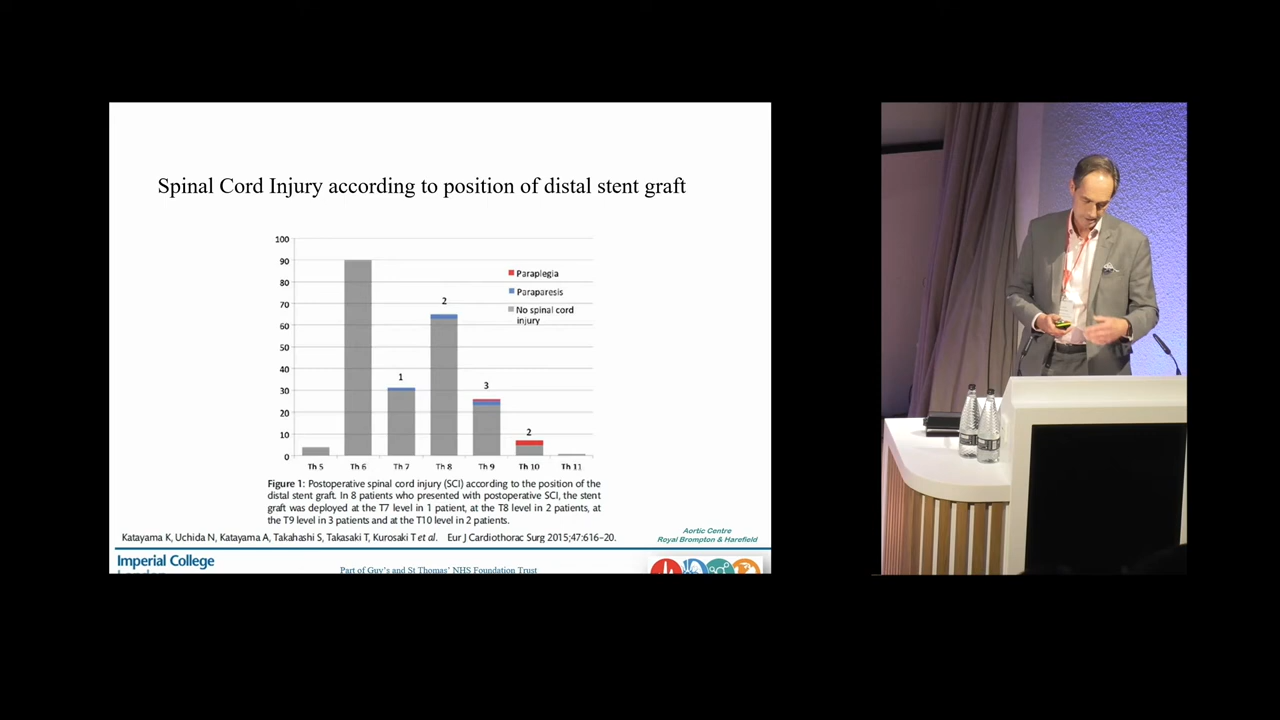 Spinal Cord Injury according to position of distal stent graft
100
90
80
70
60
50
40
30
20
10
0
Paraplegia
Paraparesis
No spinal cord
injury
1
2
3
2
Th 5
Th 6
Th 7
Th 8
Th 9
Th 10
Th 11
Figure 1: Postoperative spinal cord injury (SCI) according to the position of the
distal stent graft. In 8 patients who presented with postoperative SCI, the stent
graft was deployed at the T7 level in 1 patient, at the T8 level in 2 patients, at
the T9 level in 3 patients and at the T10 level in 2 patients.
Katayama K, Uchida N, Katayama A, Takahashi S, Takasaki T, Kurosaki T et al. Eur J Cardiothorac Surg 2015;47:616–20.
Aortic Centre
Royal Brompton & Harefield
Imperial College
Part of Guy's and St Thomas' NHS Foundation Trust